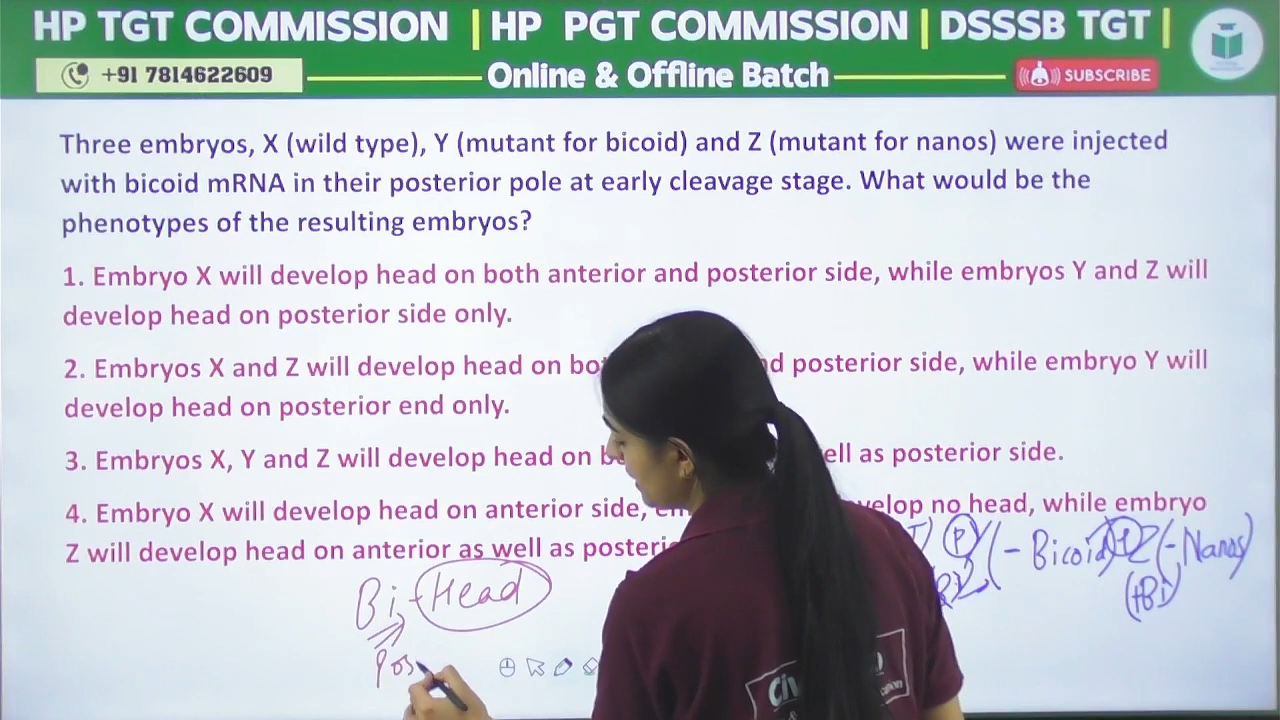 HP TGT COMMISSION | HP PGT COMMISSION | DSSSB TGT |
+91 7814622609
Online & Offline Batch
SUBSCRIBE
Three embryos, X (wild type), Y (mutant for bicoid) and Z (mutant for nanos) were injected
with bicoid mRNA in their posterior pole at early cleavage stage. What would be the
phenotypes of the resulting embryos?
1. Embryo X will develop head on both anterior and posterior side, while embryos Y and Z will
develop head on posterior side only.
2. Embryos X and Z will develop head on bo d posterior side, while embryo Y will
develop head on posterior end only.
3. Embryos X, Y and Z will develop head on b ell as posterior side.
4. Embryo X will develop head on anterior side, velop no head, while embryo
Z will develop head on anterior as well as posteri
(P) Y (- Bicoid) Z (- Nanos)
(+Bi)
Bi - Head
Pos